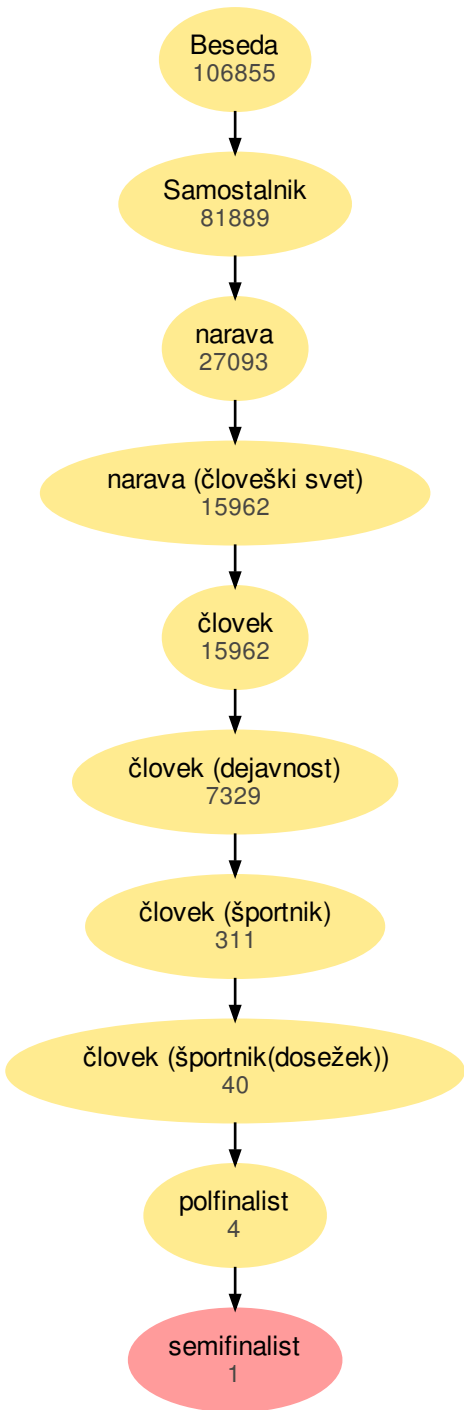 Beseda
106855
Samostalnik
81889
narava
27093
narava (človeški svet)
15962
človek
15962
človek (dejavnost)
7329
človek (športnik)
311
človek (športnik(dosežek))
40
polfinalist
4
semifinalist
1